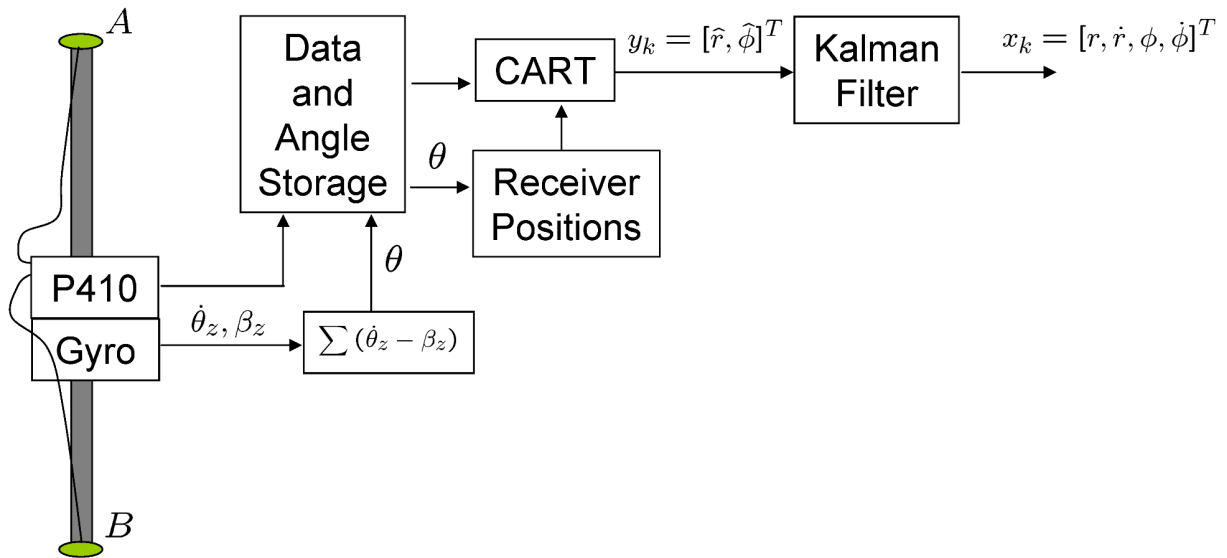 A
Data
and
Angle
Storage
CART
y_k = [r̂, φ̂]^T
Kalman
Filter
x_k = [r, ṙ, φ, φ̇]^T
θ
Receiver
Positions
θ
P410
Gyro
θ̇_z, β_z
∑ (θ̇_z − β_z)
B